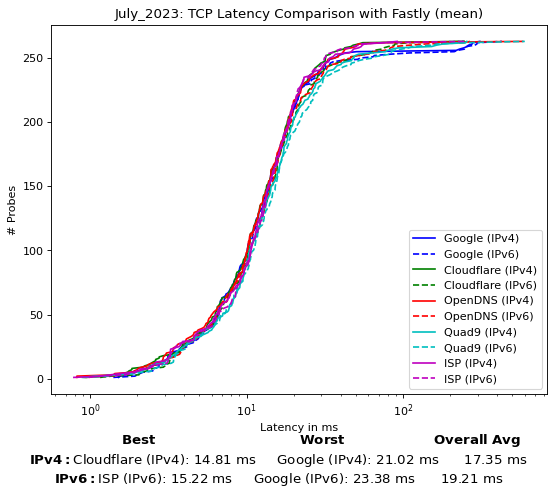 July_2023: TCP Latency Comparison with Fastly (mean)
250
200
150
100
50
0
# Probes
Google (IPv4)
Google (IPv6)
Cloudflare (IPv4)
Cloudflare (IPv6)
OpenDNS (IPv4)
OpenDNS (IPv6)
Quad9 (IPv4)
Quad9 (IPv6)
ISP (IPv4)
ISP (IPv6)
10⁰ 10¹ 10²
Latency in ms
Best Worst Overall Avg
IPv4: Cloudflare (IPv4): 14.81 ms Google (IPv4): 21.02 ms 17.35 ms
IPv6: ISP (IPv6): 15.22 ms Google (IPv6): 23.38 ms 19.21 ms